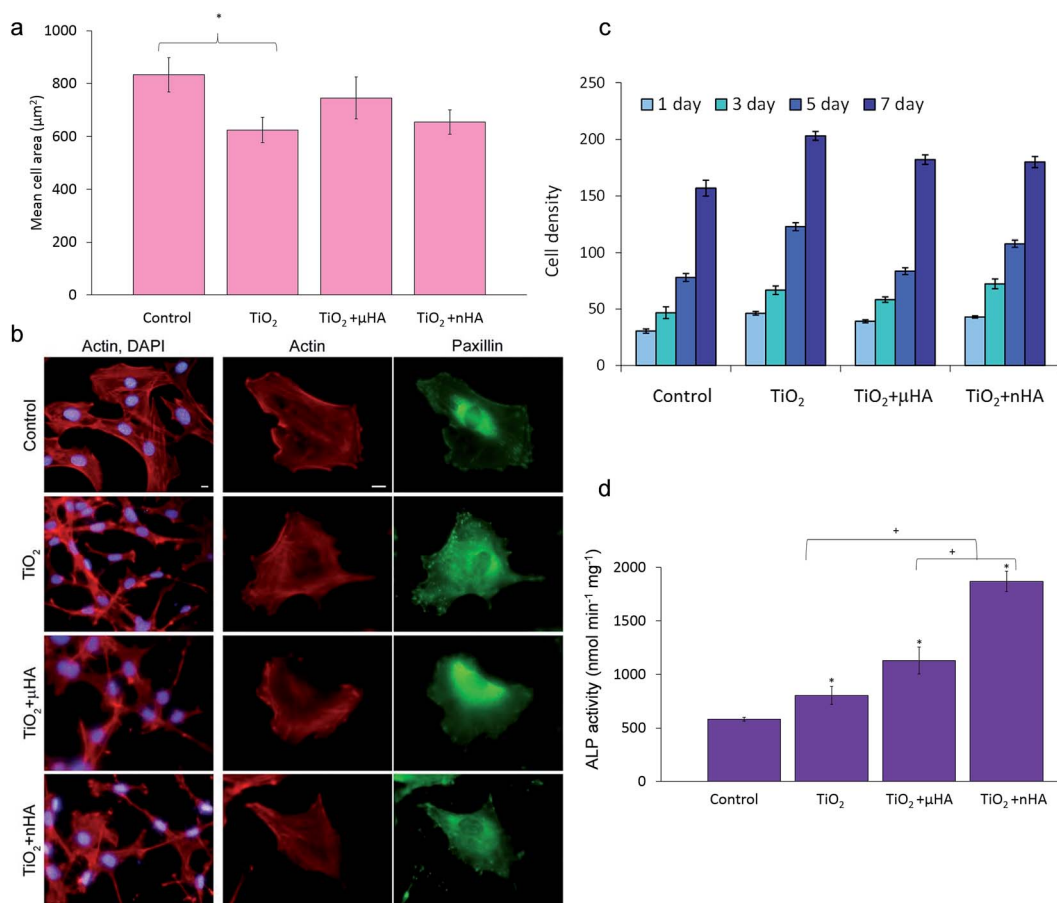 a
*
Mean cell area (µm²)
1000
800
600
400
200
0
Control TiO₂ TiO₂+µHA TiO₂+nHA
b
Actin, DAPI Actin Paxillin
Control
TiO₂
TiO₂+µHA
TiO₂+nHA
c
Cell density
250
200
150
100
50
0
1 day 3 day 5 day 7 day
Control TiO₂ TiO₂+µHA TiO₂+nHA
d
ALP activity (nmol min⁻¹ mg⁻¹)
2000
1500
1000
500
0
+
+
*
*
*
Control TiO₂ TiO₂+µHA TiO₂+nHA